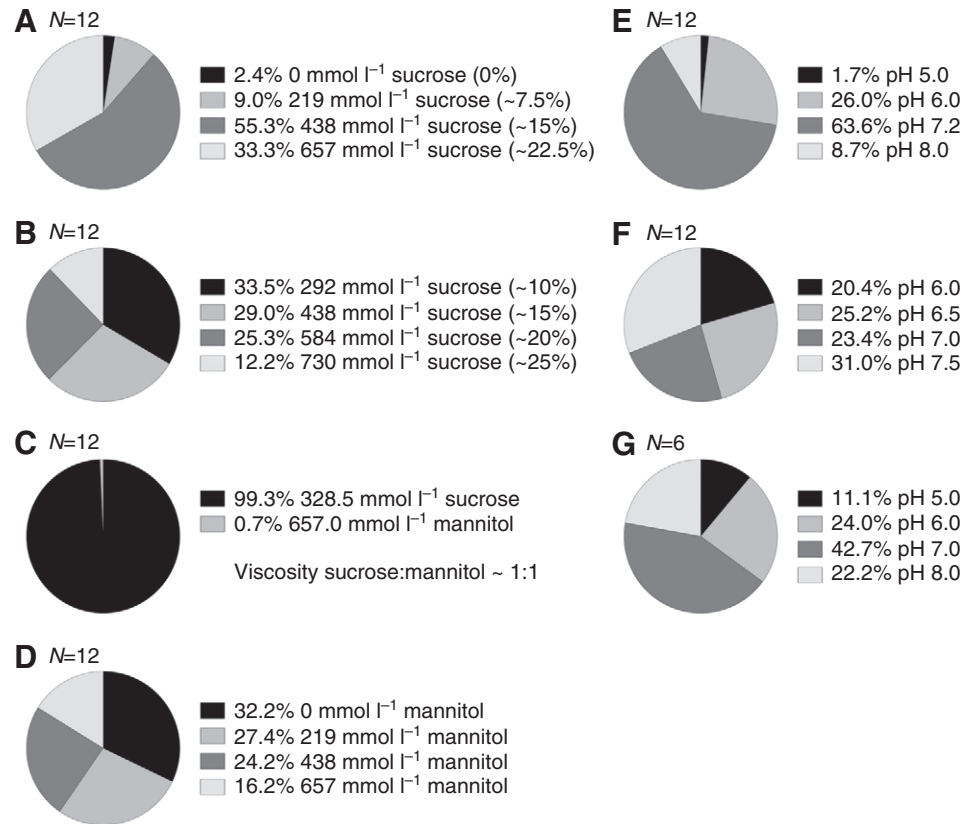 A N=12
2.4% 0 mmol l⁻¹ sucrose (0%)
9.0% 219 mmol l⁻¹ sucrose (~7.5%)
55.3% 438 mmol l⁻¹ sucrose (~15%)
33.3% 657 mmol l⁻¹ sucrose (~22.5%)
B N=12
33.5% 292 mmol l⁻¹ sucrose (~10%)
29.0% 438 mmol l⁻¹ sucrose (~15%)
25.3% 584 mmol l⁻¹ sucrose (~20%)
12.2% 730 mmol l⁻¹ sucrose (~25%)
C N=12
99.3% 328.5 mmol l⁻¹ sucrose
0.7% 657.0 mmol l⁻¹ mannitol
Viscosity sucrose:mannitol ~ 1:1
D N=12
32.2% 0 mmol l⁻¹ mannitol
27.4% 219 mmol l⁻¹ mannitol
24.2% 438 mmol l⁻¹ mannitol
16.2% 657 mmol l⁻¹ mannitol
E N=12
1.7% pH 5.0
26.0% pH 6.0
63.6% pH 7.2
8.7% pH 8.0
F N=12
20.4% pH 6.0
25.2% pH 6.5
23.4% pH 7.0
31.0% pH 7.5
G N=6
11.1% pH 5.0
24.0% pH 6.0
42.7% pH 7.0
22.2% pH 8.0